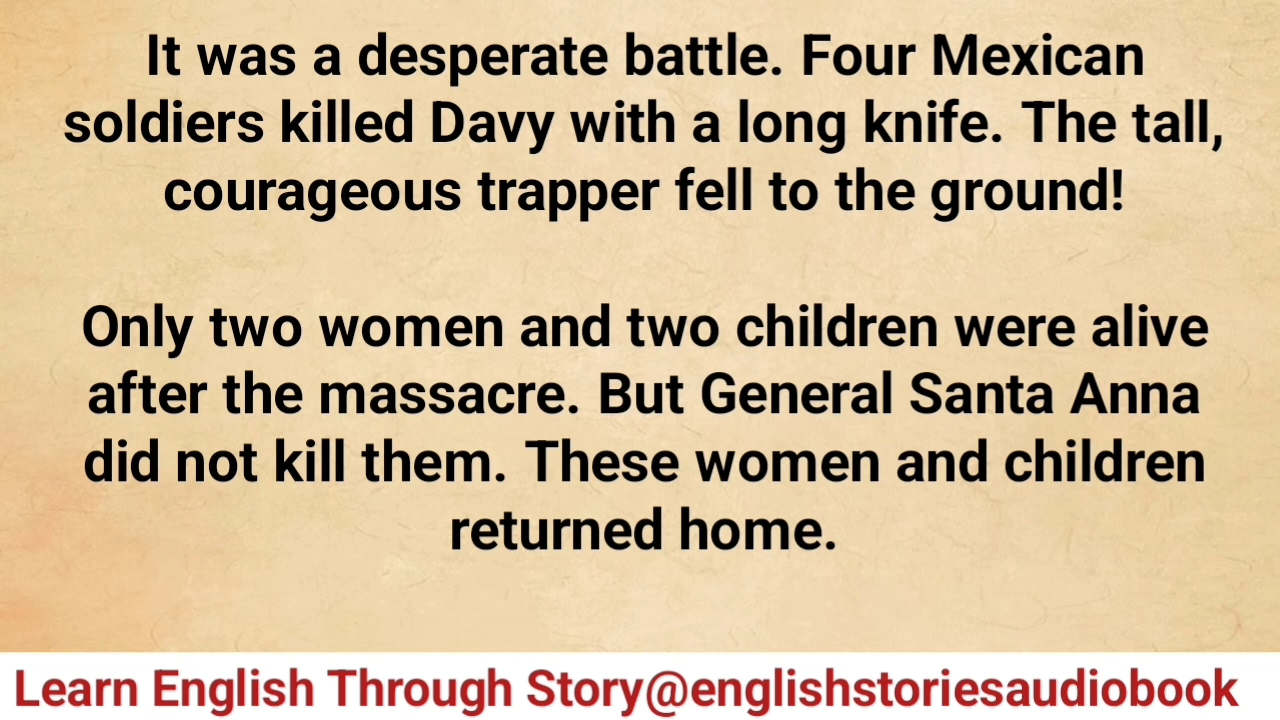 It was a desperate battle. Four Mexican
soldiers killed Davy with a long knife. The tall,
courageous trapper fell to the ground!
Only two women and two children were alive
after the massacre. But General Santa Anna
did not kill them. These women and children
returned home.
Learn English Through Story@englishstoriesaudiobook